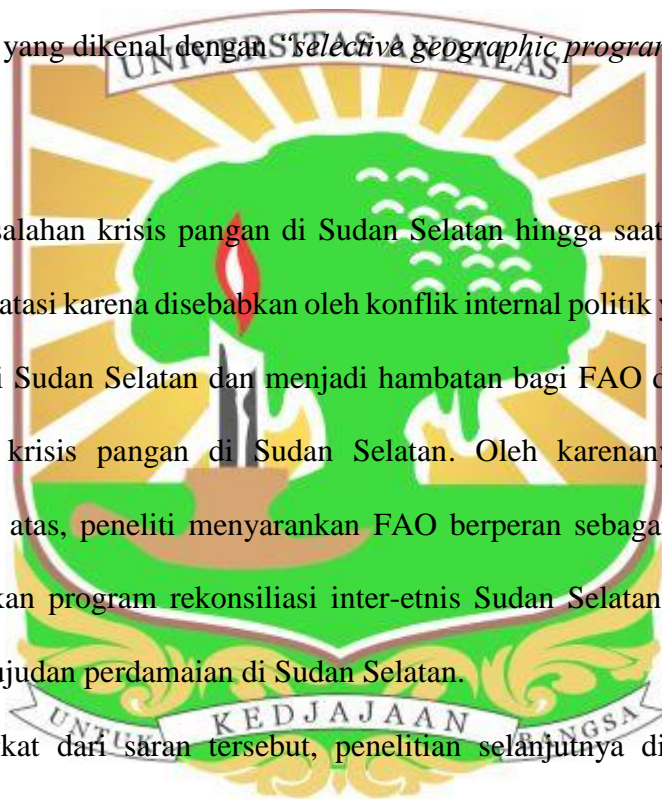 yang dikenal dengan “selective geographic program
UNIVERSITAS ANDALAS
salahan krisis pangan di Sudan Selatan hingga saat
atasi karena disebabkan oleh konflik internal politik y
i Sudan Selatan dan menjadi hambatan bagi FAO d
krisis pangan di Sudan Selatan. Oleh karenany
atas, peneliti menyarankan FAO berperan sebaga
kan program rekonsiliasi inter-etnis Sudan Selatan
ujudan perdamaian di Sudan Selatan.
UNTUK KEDJAJAAN BANGSA
kat dari saran tersebut, penelitian selanjutnya di